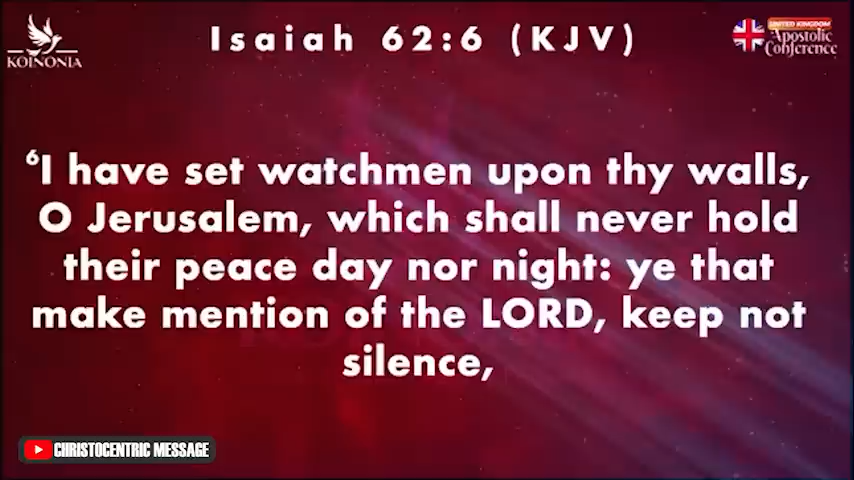 KOINONIA
Isaiah 62:6 (KJV)
UNITED KINGDOM
Apostolic
Conference
⁶I have set watchmen upon thy walls,
O Jerusalem, which shall never hold
their peace day nor night: ye that
make mention of the LORD, keep not
silence,
CHRISTOCENTRIC MESSAGE